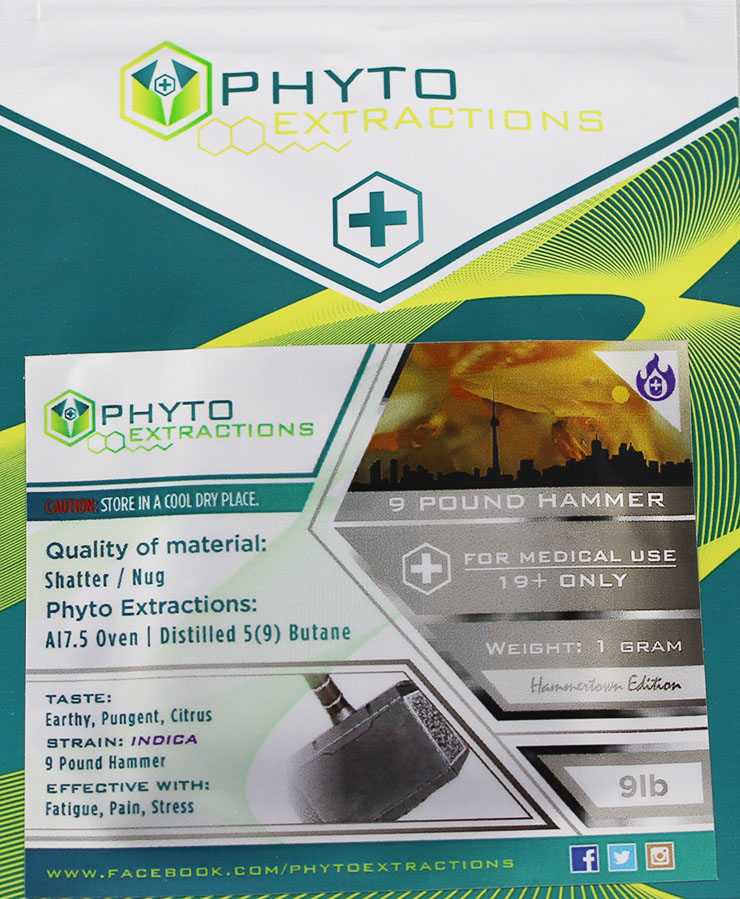 PHYTO
EXTRACTIONS
PHYTO
EXTRACTIONS
CAUTION: STORE IN A COOL DRY PLACE.
Quality of material:
Shatter / Nug
Phyto Extractions:
AI7.5 Oven | Distilled 5(9) Butane
TASTE:
Earthy, Pungent, Citrus
STRAIN: INDICA
9 Pound Hammer
EFFECTIVE WITH:
Fatigue, Pain, Stress
9 POUND HAMMER
FOR MEDICAL USE
19+ ONLY
WEIGHT: 1 GRAM
Hammertown Edition
9lb
WWW.FACEBOOK.COM/PHYTOEXTRACTIONS